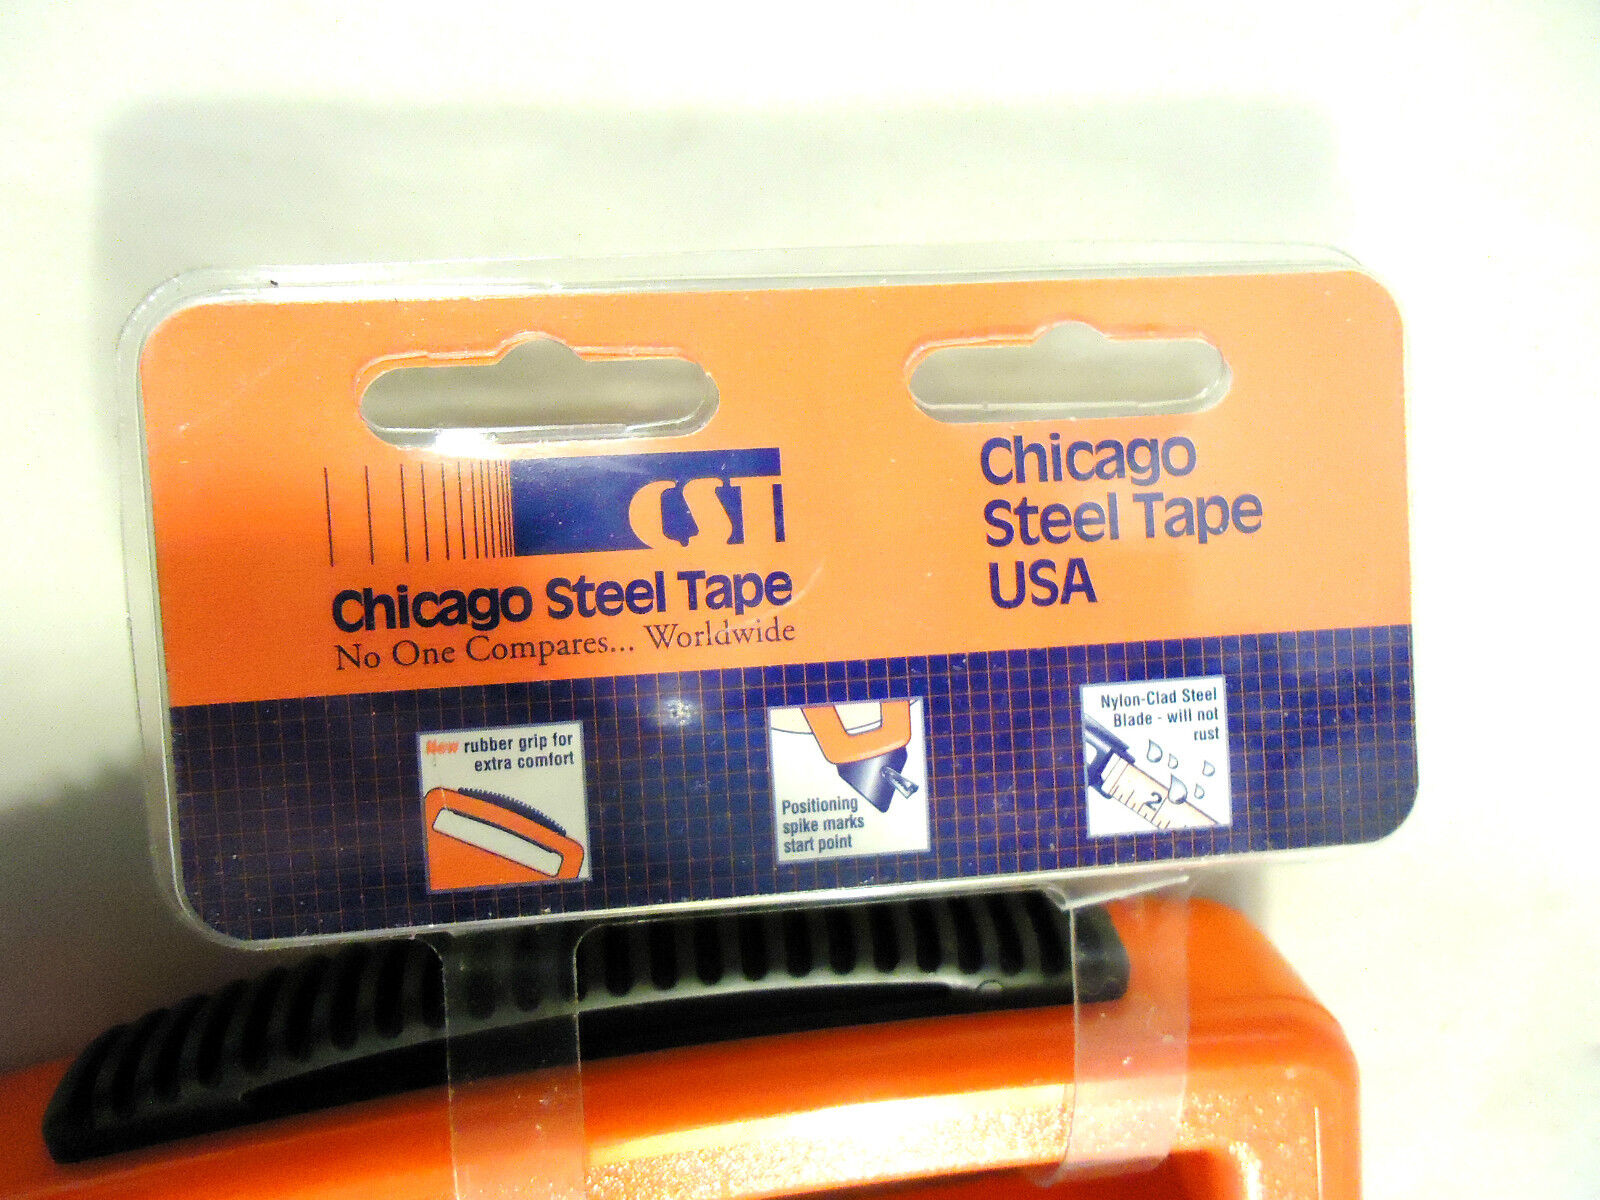 CST
Chicago Steel Tape
No One Compares... Worldwide
Chicago
Steel Tape
USA
New rubber grip for
extra comfort
Positioning
spike marks
start point
Nylon-Clad Steel
Blade - will not
rust
2